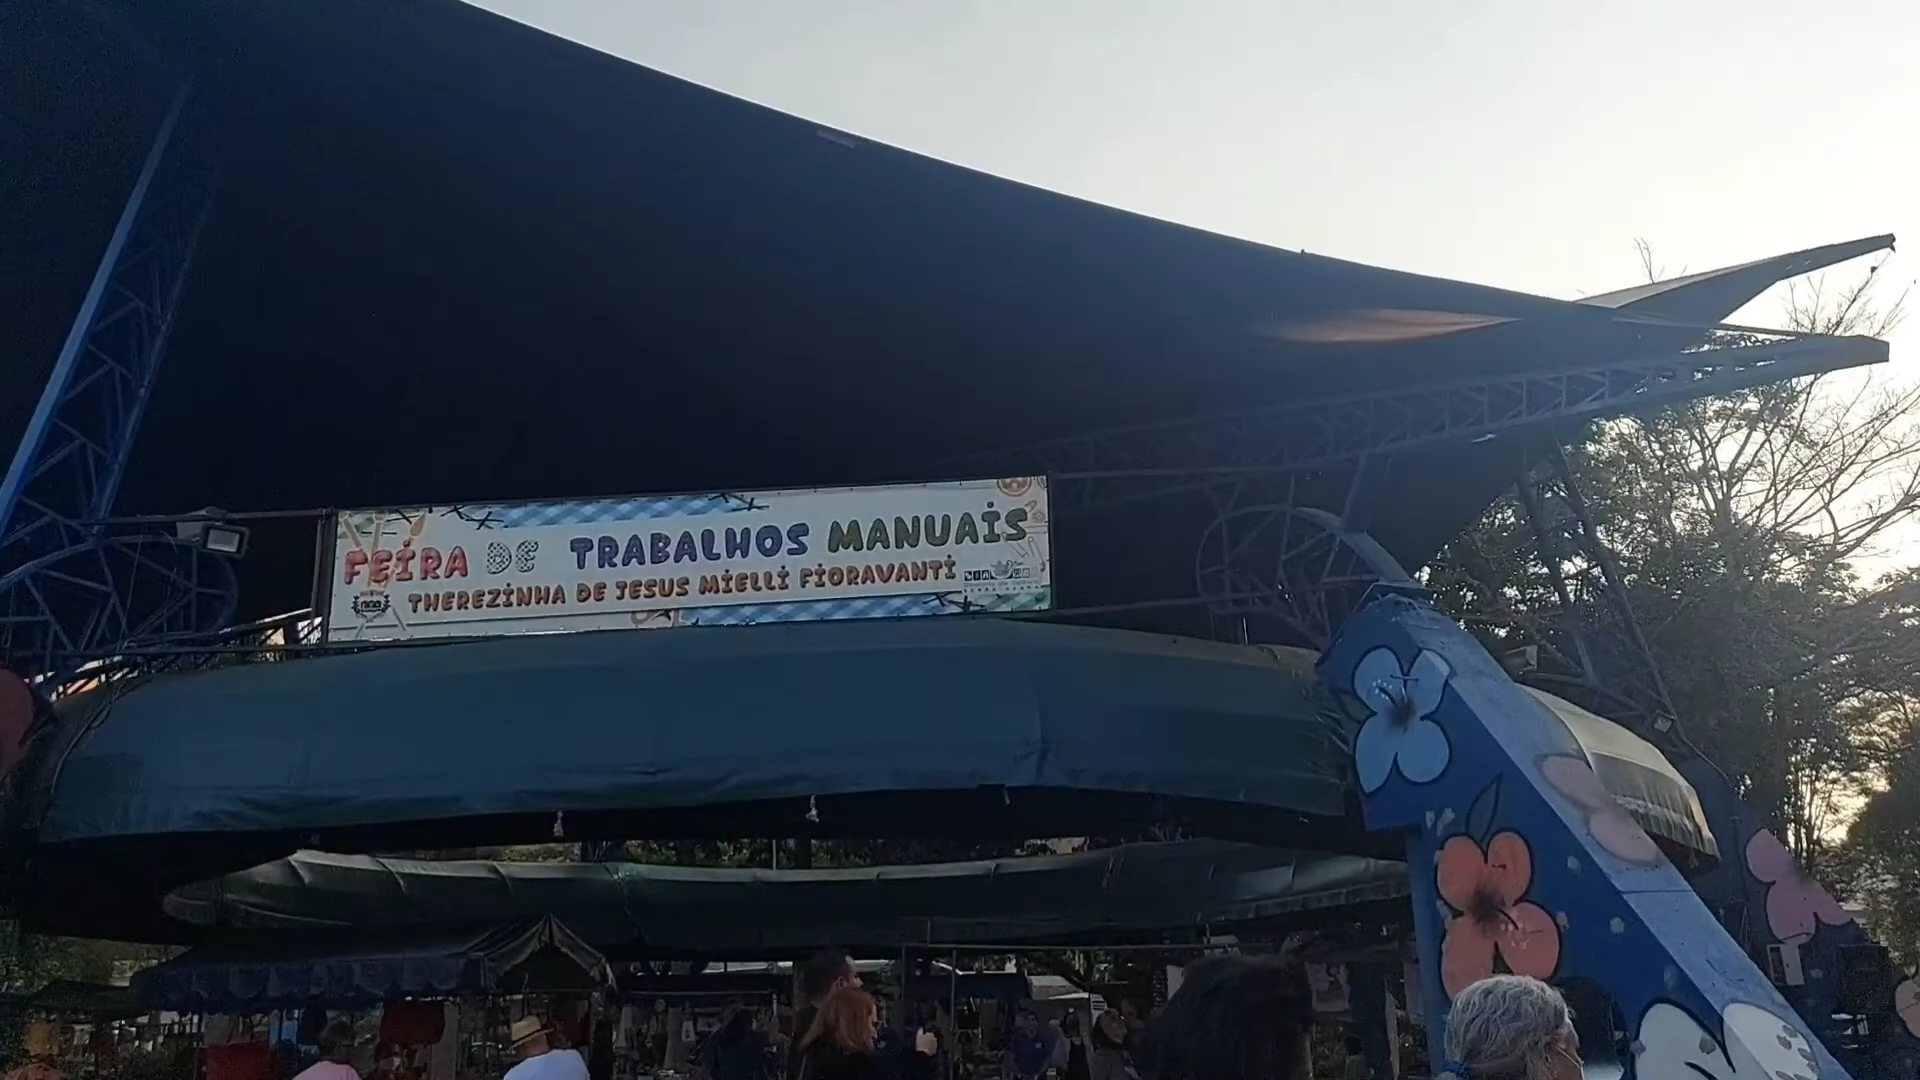 FEIRA DE TRABALHOS MANUAIS
THEREZINHA DE JESUS MIELLI FIORAVANTI